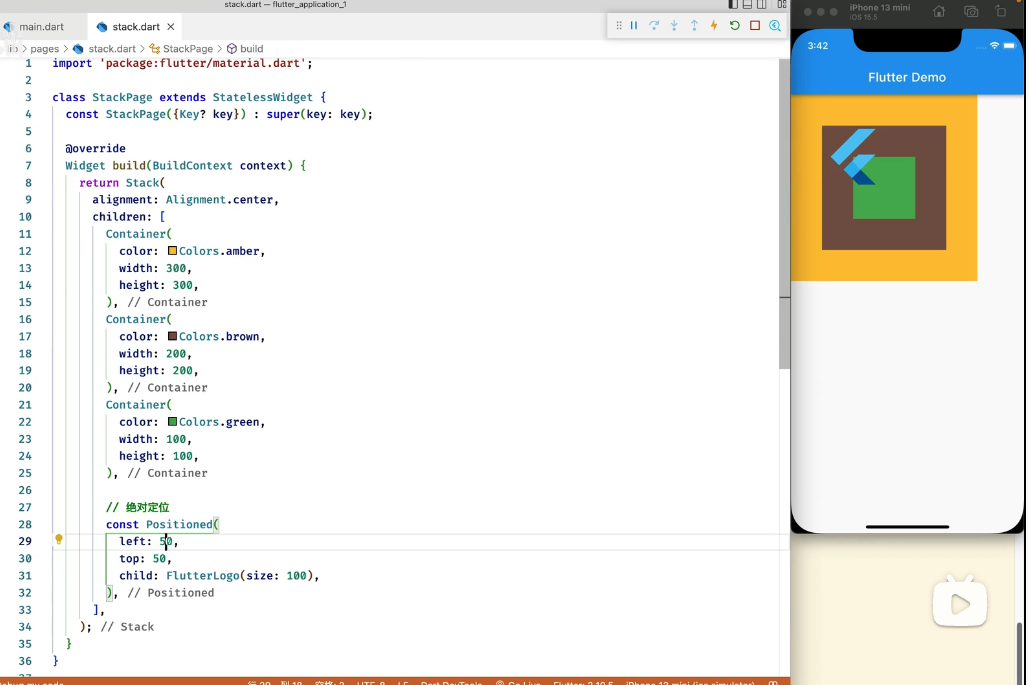 stack.dart — flutter_application_1
main.dart
stack.dart
lib > pages > stack.dart > StackPage > build
1 import 'package:flutter/material.dart';
2
3 class StackPage extends StatelessWidget {
4 const StackPage({Key? key}) : super(key: key);
5
6 @override
7 Widget build(BuildContext context) {
8 return Stack(
9 alignment: Alignment.center,
10 children: [
11 Container(
12 color: Colors.amber,
13 width: 300,
14 height: 300,
15 ), // Container
16 Container(
17 color: Colors.brown,
18 width: 200,
19 height: 200,
20 ), // Container
21 Container(
22 color: Colors.green,
23 width: 100,
24 height: 100,
25 ), // Container
26
27 // 绝对定位
28 const Positioned(
29 left: 50,
30 top: 50,
31 child: FlutterLogo(size: 100),
32 ), // Positioned
33 ],
34 ); // Stack
35 }
36 }
iPhone 13 mini
iOS 15.5
3:42
Flutter Demo